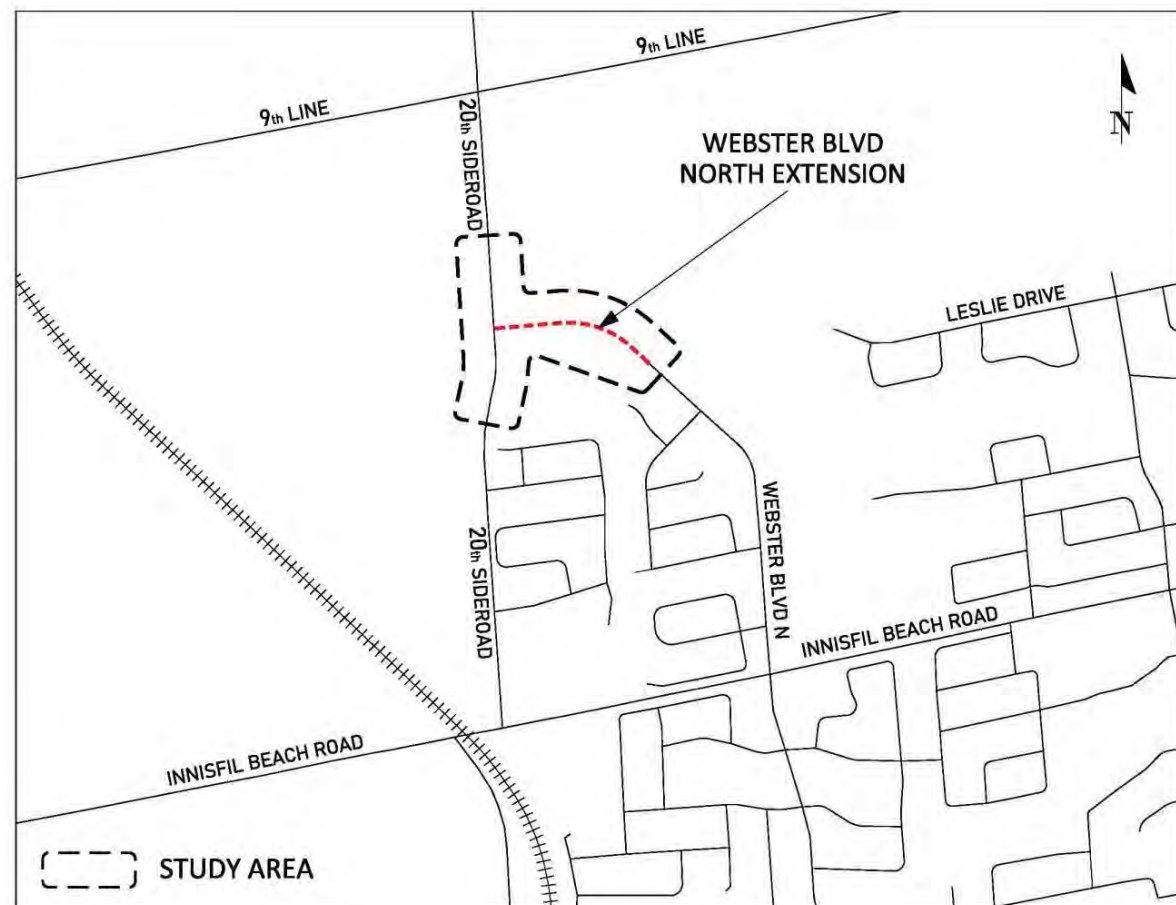 9th LINE
9th LINE
20th SIDEROAD
N
WEBSTER BLVD
NORTH EXTENSION
LESLIE DRIVE
WEBSTER BLVD N
20th SIDEROAD
INNISFIL BEACH ROAD
INNISFIL BEACH ROAD
STUDY AREA